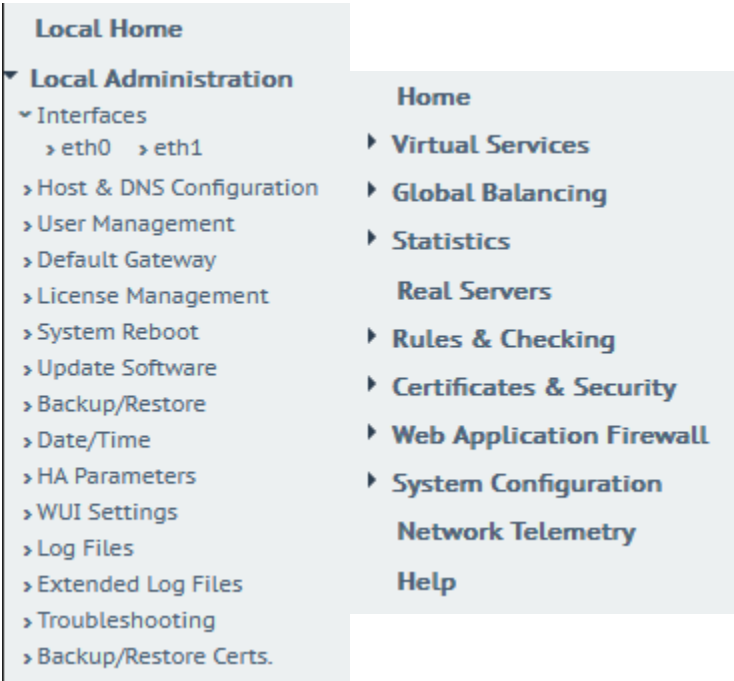 Local Home
Local Administration
Interfaces
eth0 eth1
Host & DNS Configuration
User Management
Default Gateway
License Management
System Reboot
Update Software
Backup/Restore
Date/Time
HA Parameters
WUI Settings
Log Files
Extended Log Files
Troubleshooting
Backup/Restore Certs.
Home
Virtual Services
Global Balancing
Statistics
Real Servers
Rules & Checking
Certificates & Security
Web Application Firewall
System Configuration
Network Telemetry
Help